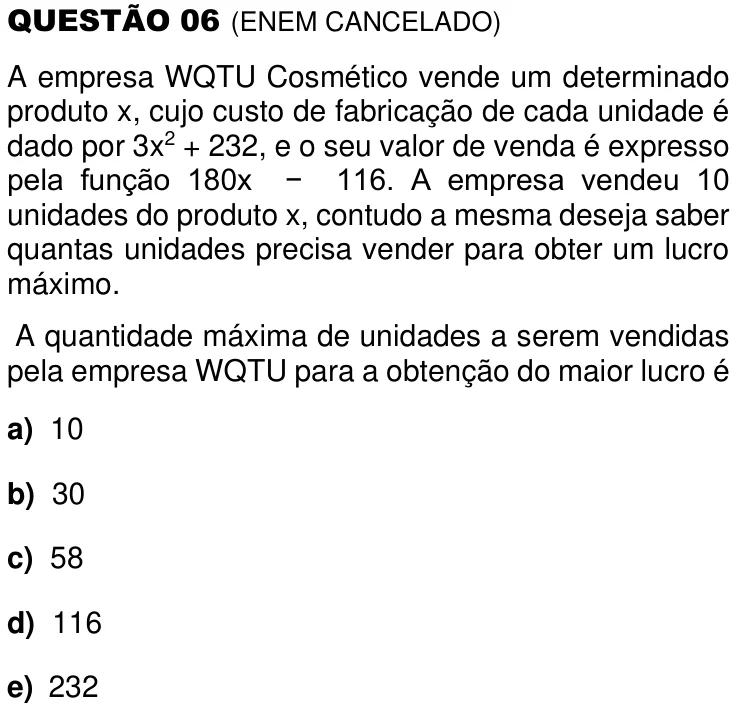 QUESTÃO 06 (ENEM CANCELADO)
A empresa WQTU Cosmético vende um determinado
produto x, cujo custo de fabricação de cada unidade é
dado por 3x² + 232, e o seu valor de venda é expresso
pela função 180x − 116. A empresa vendeu 10
unidades do produto x, contudo a mesma deseja saber
quantas unidades precisa vender para obter um lucro
máximo.
A quantidade máxima de unidades a serem vendidas
pela empresa WQTU para a obtenção do maior lucro é
a) 10
b) 30
c) 58
d) 116
e) 232